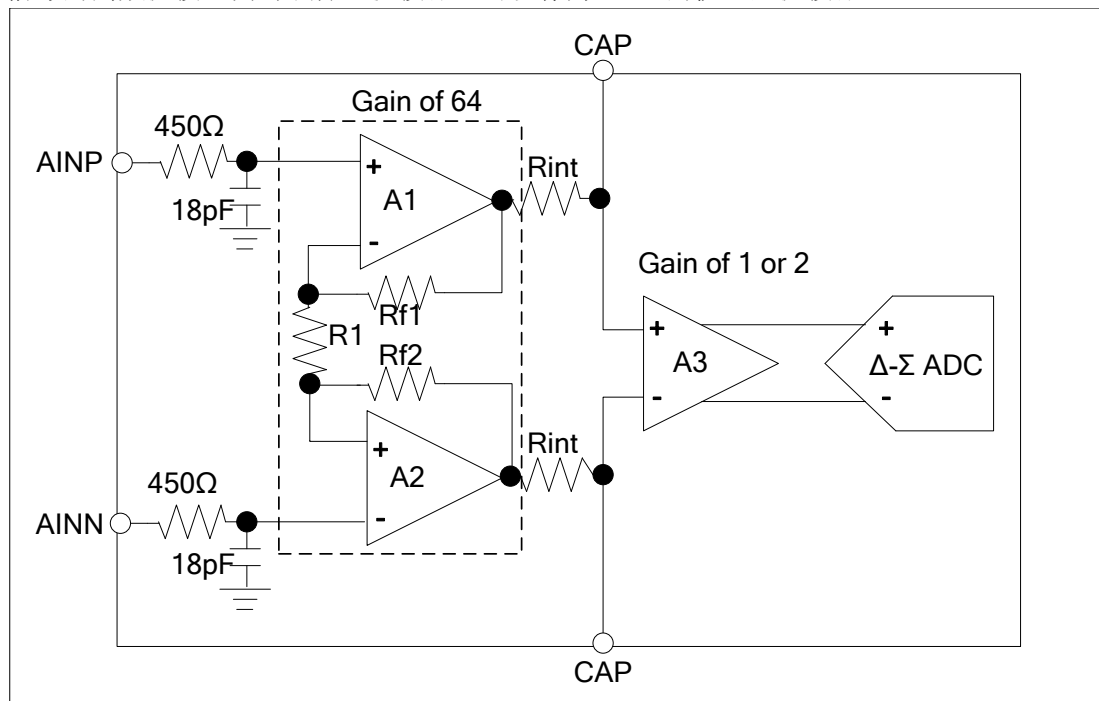 CAP
Gain of 64
450Ω
AINP
18pF
+
A1
-
Rint
Gain of 1 or 2
Rf1
R1
Rf2
+
A3
-
+
Δ-Σ ADC
-
+
A2
-
Rint
450Ω
AINN
18pF
CAP